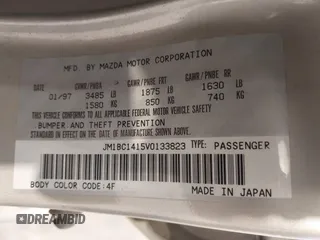 MFD. BY MAZDA MOTOR CORPORATION
DATE GVWR/PNBV GAWR/PNBE FRT GAWR/PNBE RR
01/97 3485 LB 1875 LB 1630 LB
1580 KG 850 KG 740 KG
THIS VEHICLE CONFORMS TO ALL APPLICABLE
FEDERAL MOTOR VEHICLE SAFETY
BUMPER AND THEFT PREVENTION
STANDARDS IN EFFECT ON THE DATE OF
MANUFACTURE SHOWN ABOVE.
JM1BC1415V0133823 TYPE: PASSENGER
BODY COLOR CODE:4F
MADE IN JAPAN
DREAMBID